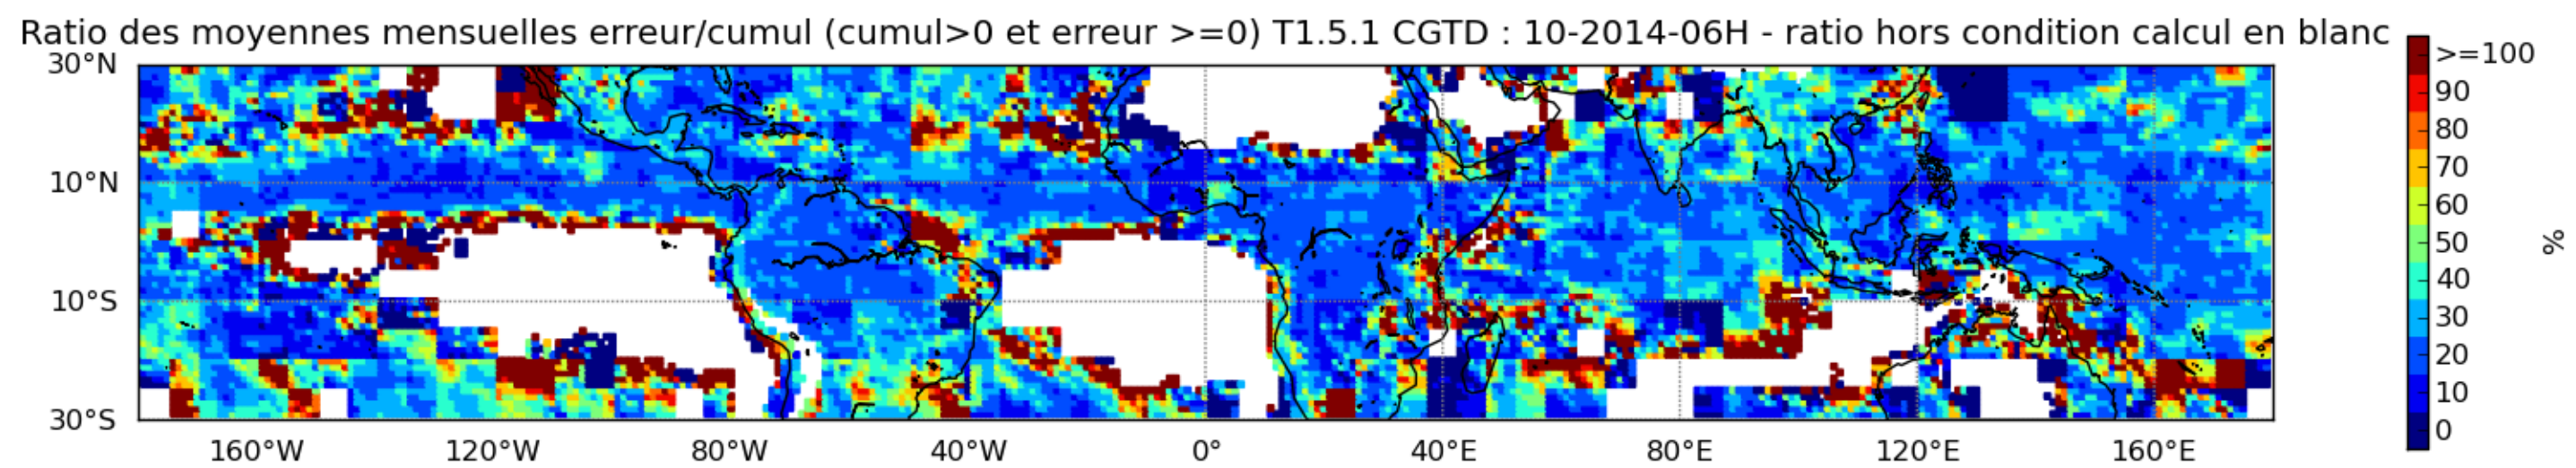 Ratio des moyennes mensuelles erreur/cumul (cumul>0 et erreur >=0) T1.5.1 CGTD : 10-2014-06H - ratio hors condition calcul en blanc
30°N
10°N
10°S
30°S
160°W 120°W 80°W 40°W 0° 40°E 80°E 120°E 160°E
>=100
90
80
70
60
50
40
30
20
10
0
%